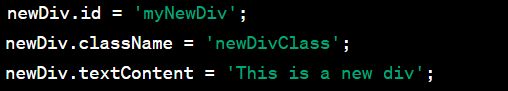 newDiv.id = 'myNewDiv';
newDiv.className = 'newDivClass';
newDiv.textContent = 'This is a new div';